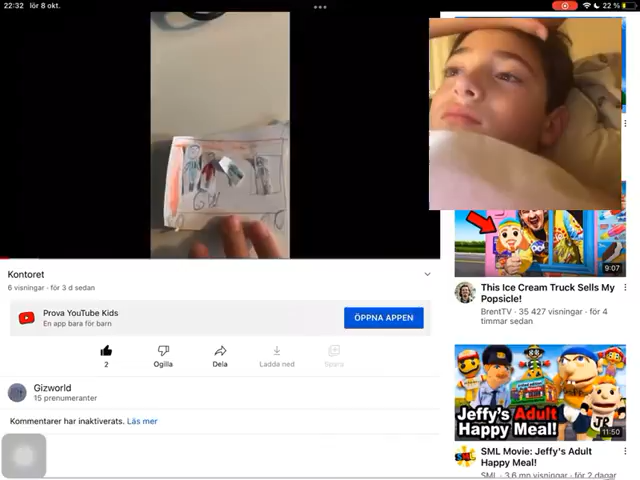 22:32 lör 8 okt.
22 %
Kontoret
6 visningar · för 3 d sedan
Prova YouTube Kids
En app bara för barn
ÖPPNA APPEN
2
Ogilla
Dela
Ladda ned
Spara
Gizworld
15 prenumeranter
Kommentarer har inaktiverats. Läs mer
9:07
This Ice Cream Truck Sells My
Popsicle!
BrentTV · 35 427 visningar · för 4
timmar sedan
Jeffy's Adult
Happy Meal!
11:50
SML Movie: Jeffy's Adult
Happy Meal!
SML · 3,6 mn visningar · för 2 dagar